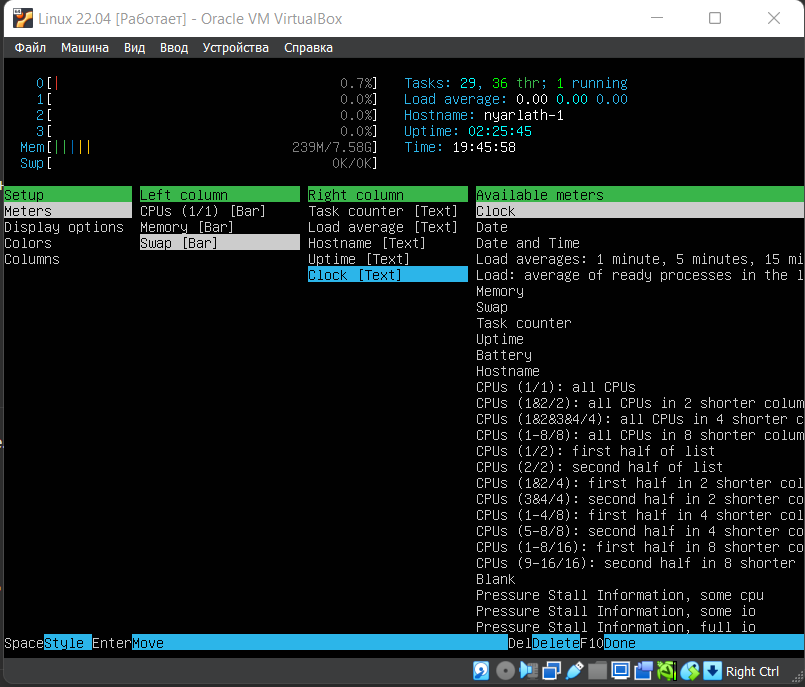 Linux 22.04 [Работает] - Oracle VM VirtualBox
Файл Машина Вид Ввод Устройства Справка
0[| 0.7%] Tasks: 29, 36 thr; 1 running
1[ 0.0%] Load average: 0.00 0.00 0.00
2[ 0.0%] Hostname: nyarlath-1
3[ 0.0%] Uptime: 02:25:45
Mem[||||| 239M/7.58G] Time: 19:45:58
Swp[ 0K/0K]
Setup Left column Right column Available meters
Meters CPUs (1/1) [Bar] Task counter [Text] Clock
Display options Memory [Bar] Load average [Text] Date
Colors Swap [Bar] Hostname [Text] Date and Time
Columns Uptime [Text] Load averages: 1 minute, 5 minutes, 15 mi
Clock [Text] Load: average of ready processes in the l
Memory
Swap
Task counter
Uptime
Battery
Hostname
CPUs (1/1): all CPUs
CPUs (1&2/2): all CPUs in 2 shorter colum
CPUs (1&2&3&4/4): all CPUs in 4 shorter c
CPUs (1-8/8): all CPUs in 8 shorter colum
CPUs (1/2): first half of list
CPUs (2/2): second half of list
CPUs (1&2/4): first half in 2 shorter col
CPUs (3&4/4): second half in 2 shorter co
CPUs (1-4/8): first half in 4 shorter col
CPUs (5-8/8): second half in 4 shorter co
CPUs (1-8/16): first half in 8 shorter co
CPUs (9-16/16): second half in 8 shorter
Blank
Pressure Stall Information, some cpu
Pressure Stall Information, some io
Pressure Stall Information, full io
SpaceStyle EnterMove DelDeleteF10Done
Right Ctrl